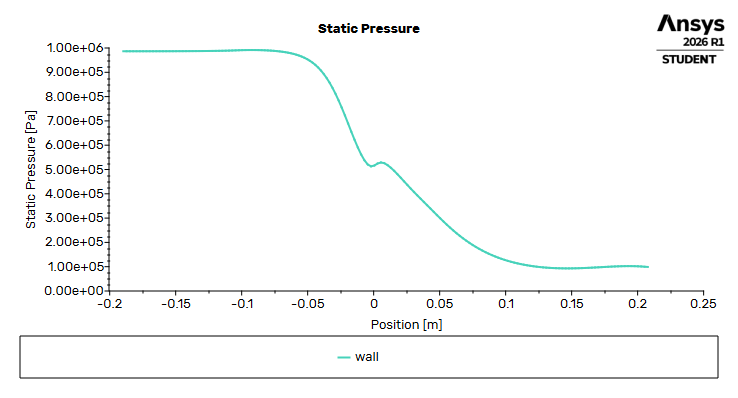 Static Pressure
Ansys
2026 R1
STUDENT
Static Pressure [Pa]
1.00e+06
9.00e+05
8.00e+05
7.00e+05
6.00e+05
5.00e+05
4.00e+05
3.00e+05
2.00e+05
1.00e+05
0.00e+00
-0.2 -0.15 -0.1 -0.05 0 0.05 0.1 0.15 0.2 0.25
Position [m]
wall